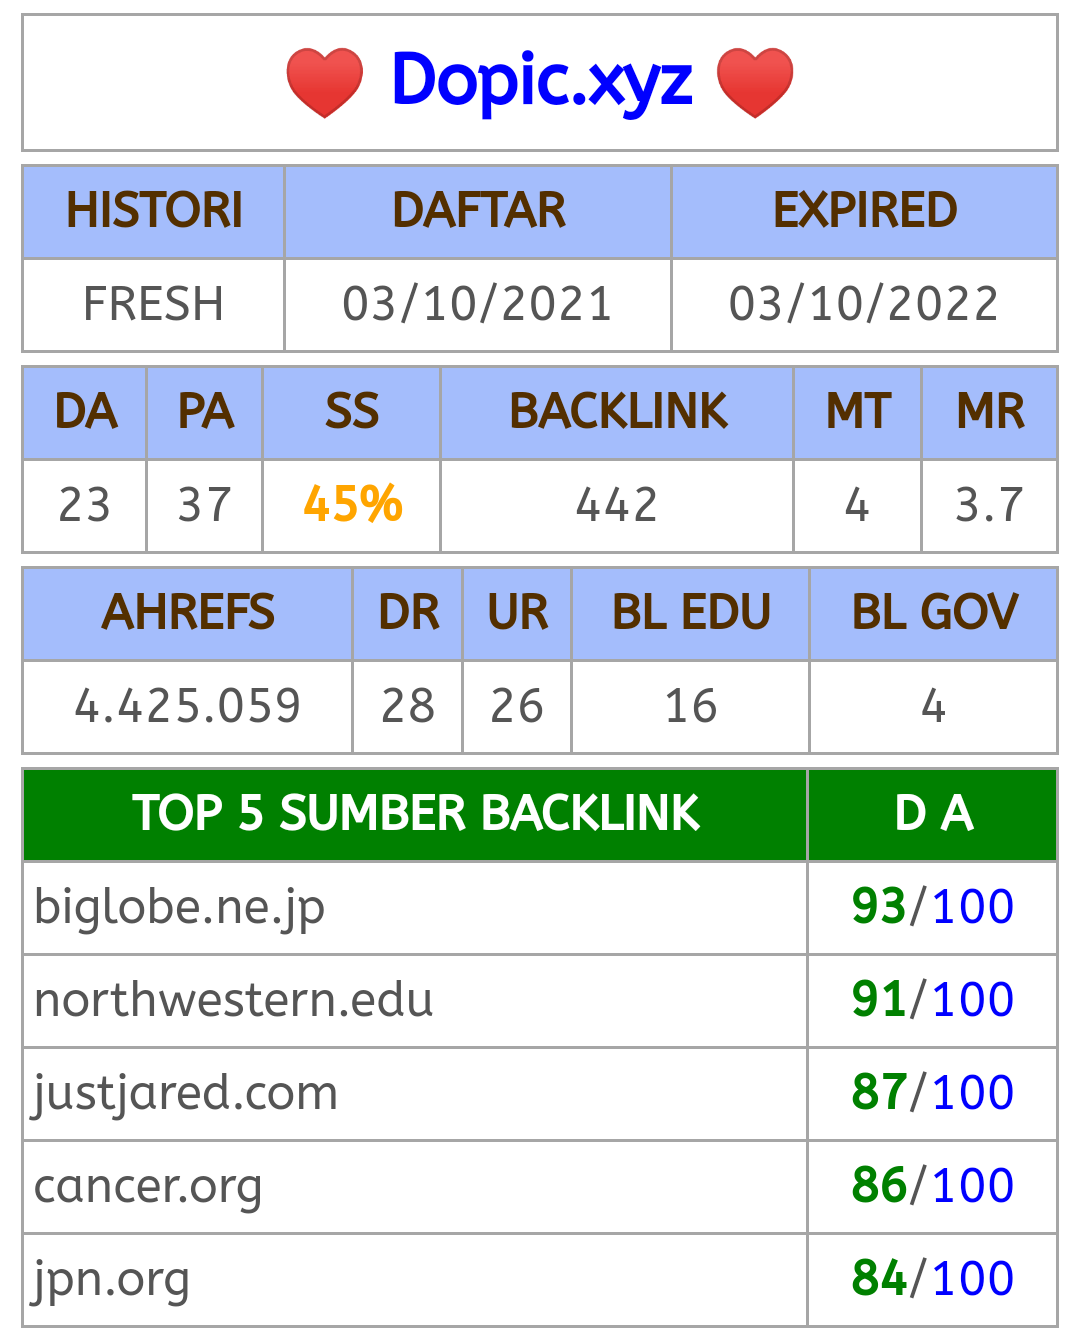 ❤️ Dopic.xyz ❤️
HISTORI DAFTAR EXPIRED
FRESH 03/10/2021 03/10/2022
DA PA SS BACKLINK MT MR
23 37 45% 442 4 3.7
AHREFS DR UR BL EDU BL GOV
4.425.059 28 26 16 4
TOP 5 SUMBER BACKLINK D A
biglobe.ne.jp 93/100
northwestern.edu 91/100
justjared.com 87/100
cancer.org 86/100
jpn.org 84/100